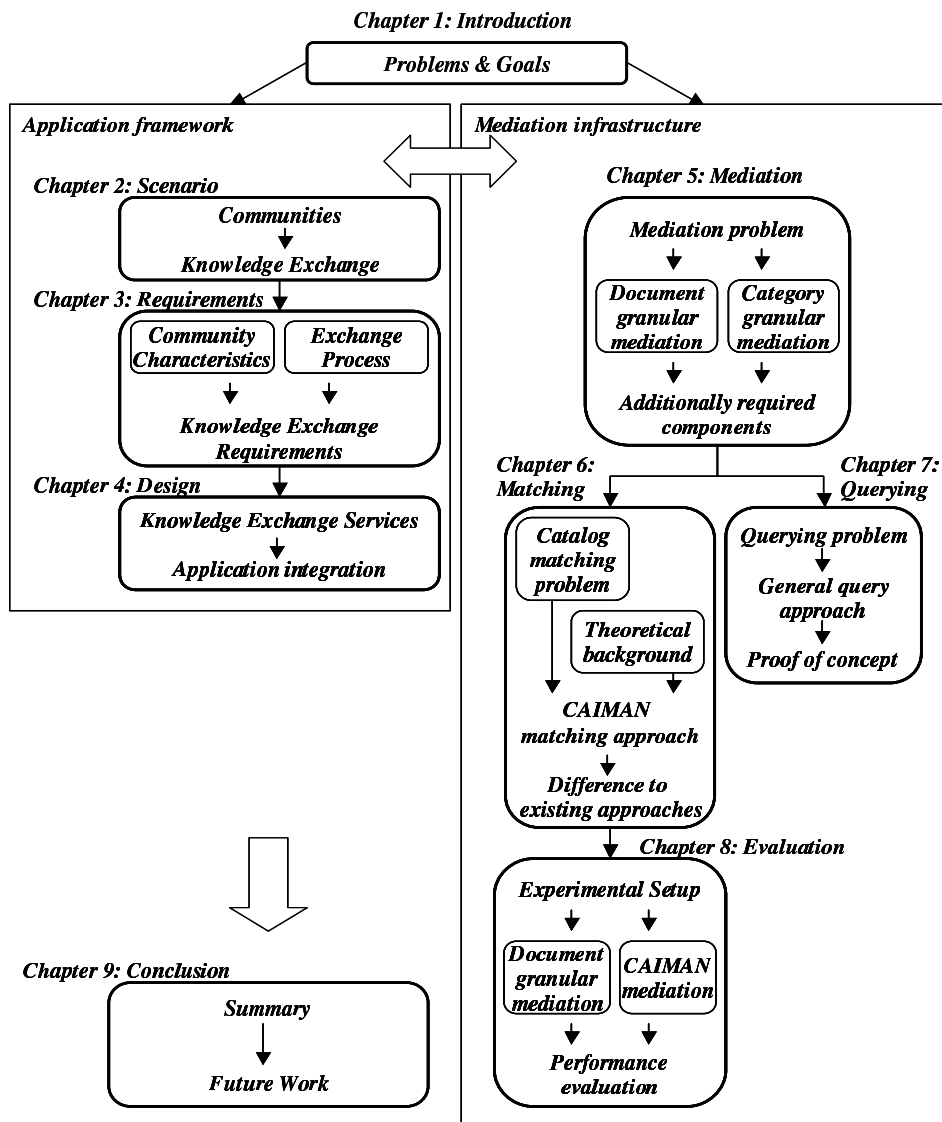 Chapter 1: Introduction
Problems & Goals
Application framework
Chapter 2: Scenario
Communities
Knowledge Exchange
Chapter 3: Requirements
Community
Characteristics
Exchange
Process
Knowledge Exchange
Requirements
Chapter 4: Design
Knowledge Exchange Services
Application integration
Mediation infrastructure
Chapter 5: Mediation
Mediation problem
Document
granular
mediation
Category
granular
mediation
Additionally required
components
Chapter 6:
Matching
Catalog
matching
problem
Theoretical
background
CAIMAN
matching approach
Difference to
existing approaches
Chapter 7:
Querying
Querying problem
General query
approach
Proof of concept
Chapter 8: Evaluation
Experimental Setup
Document
granular
mediation
CAIMAN
mediation
Performance
evaluation
Chapter 9: Conclusion
Summary
Future Work